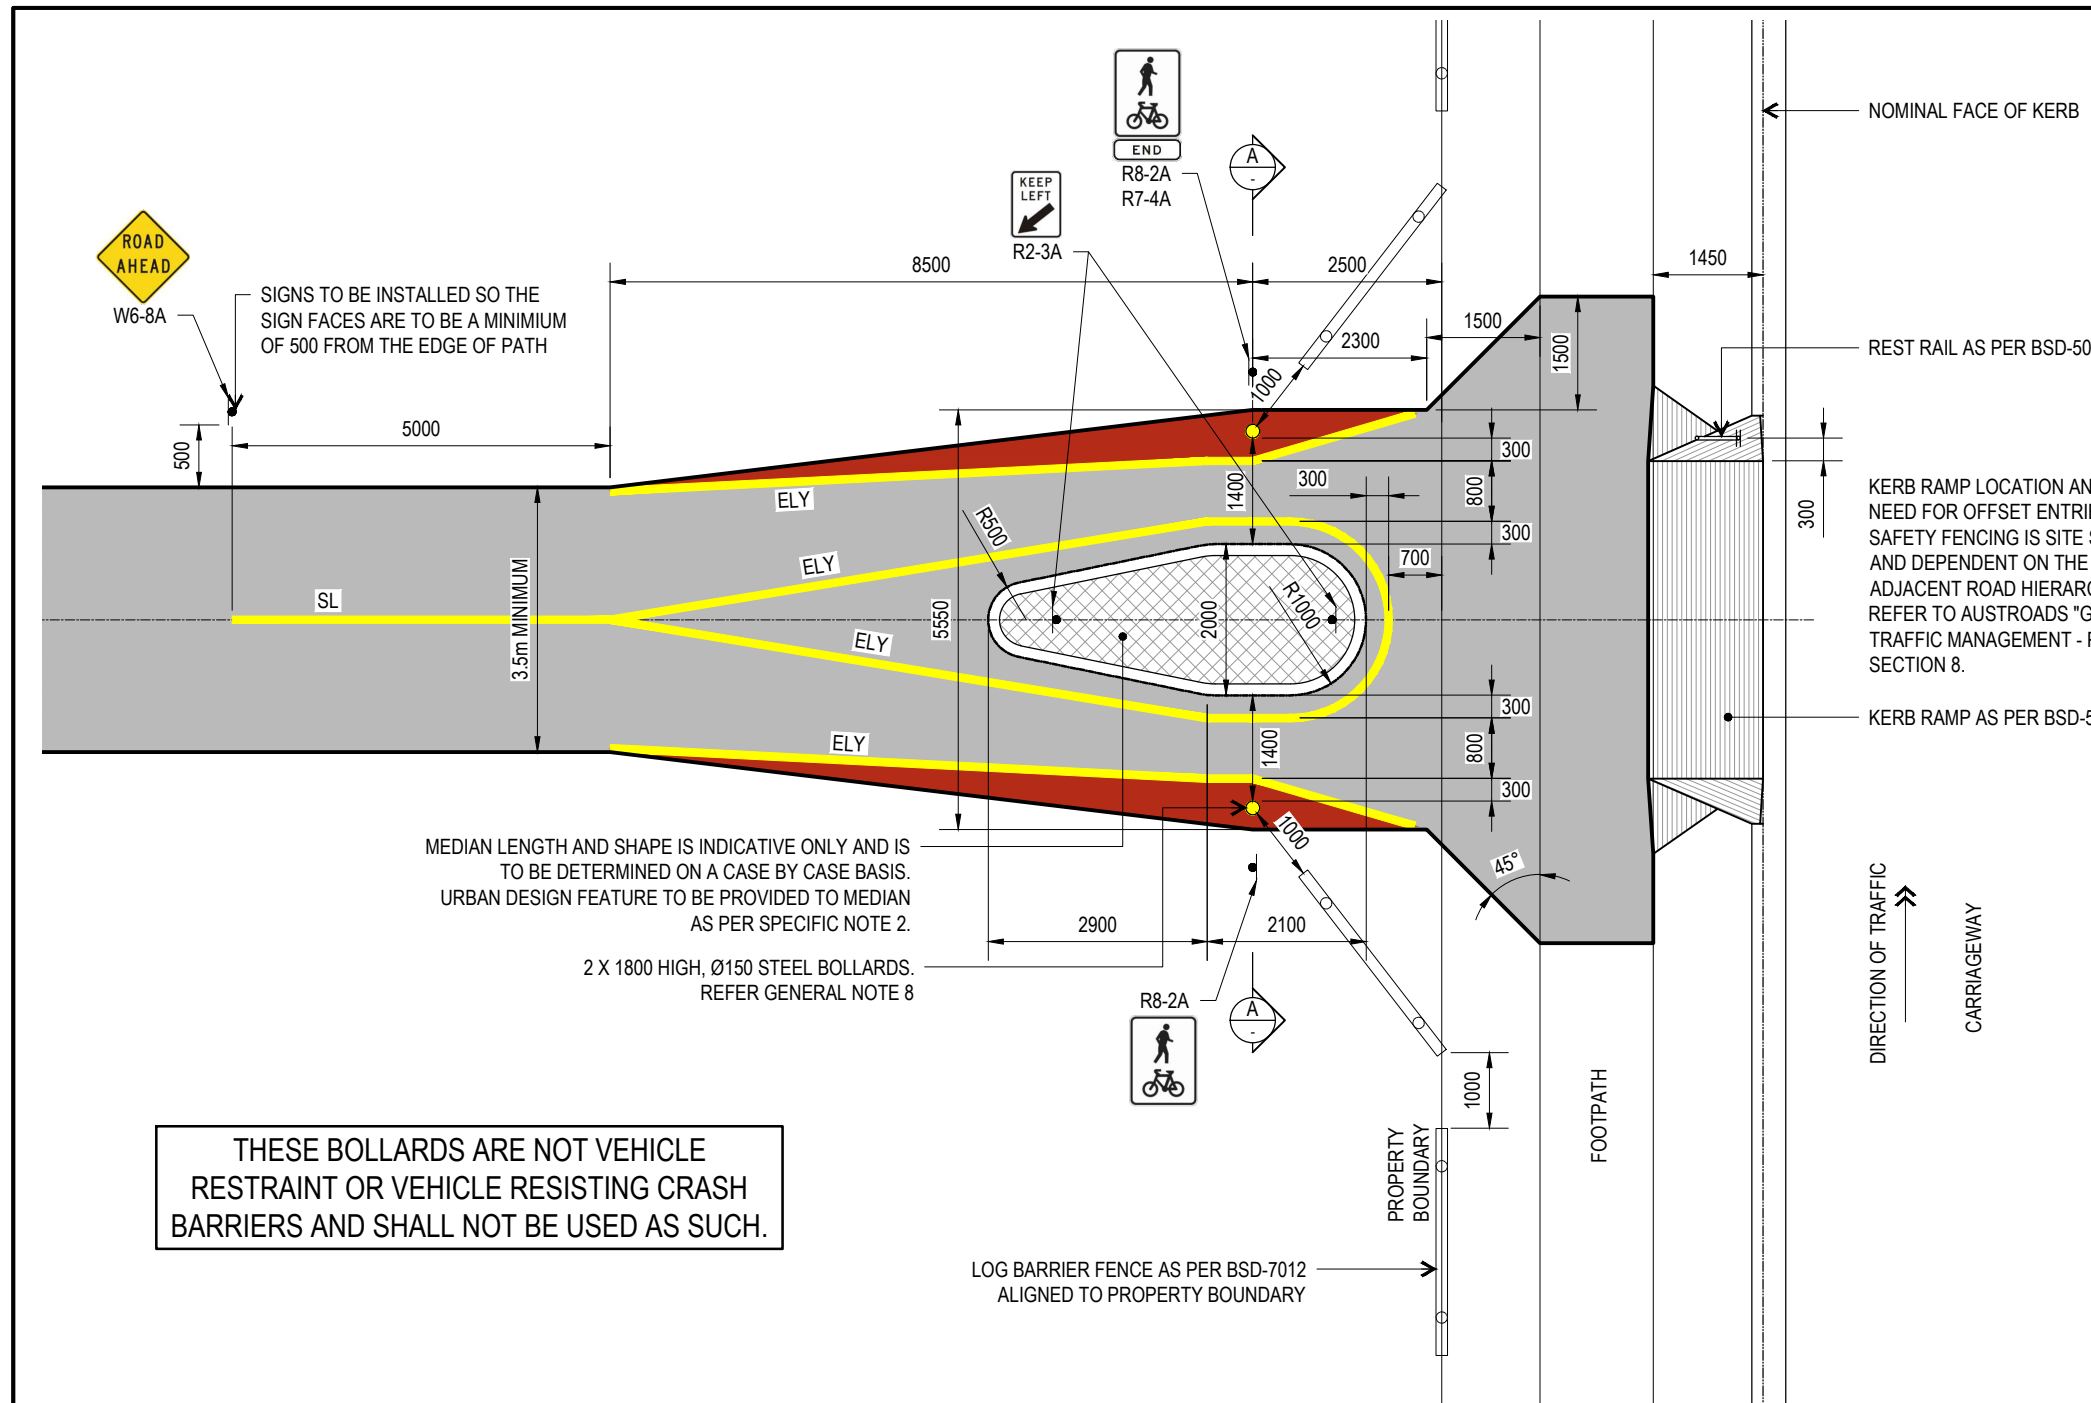 NOMINAL FACE OF KERB
END
R8-2A
R7-4A
A
-
KEEP
LEFT
R2-3A
ROAD
AHEAD
W6-8A
SIGNS TO BE INSTALLED SO THE
SIGN FACES ARE TO BE A MINIMIUM
OF 500 FROM THE EDGE OF PATH
8500
2500
1450
1500
2300
1500
1000
REST RAIL AS PER BSD-50
5000
500
300
300
1400
800
300
300
ELY
R500
700
ELY
SL
3.5m MINIMUM
5550
2000
R1000
ELY
ELY
300
1400
800
300
KERB RAMP LOCATION AN
NEED FOR OFFSET ENTRI
SAFETY FENCING IS SITE S
AND DEPENDENT ON THE
ADJACENT ROAD HIERAR
REFER TO AUSTROADS "G
TRAFFIC MANAGEMENT - P
SECTION 8.
KERB RAMP AS PER BSD-5
MEDIAN LENGTH AND SHAPE IS INDICATIVE ONLY AND IS
TO BE DETERMINED ON A CASE BY CASE BASIS.
URBAN DESIGN FEATURE TO BE PROVIDED TO MEDIAN
AS PER SPECIFIC NOTE 2.
1000
45°
2900
2100
2 X 1800 HIGH, Ø150 STEEL BOLLARDS.
REFER GENERAL NOTE 8
R8-2A
A
-
DIRECTION OF TRAFFIC
CARRIAGEWAY
1000
FOOTPATH
PROPERTY
BOUNDARY
THESE BOLLARDS ARE NOT VEHICLE
RESTRAINT OR VEHICLE RESISTING CRASH
BARRIERS AND SHALL NOT BE USED AS SUCH.
LOG BARRIER FENCE AS PER BSD-7012
ALIGNED TO PROPERTY BOUNDARY